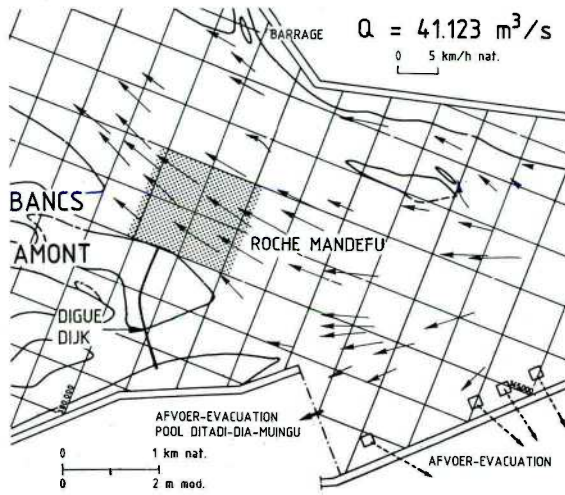 BARRAGE
Q = 41.123 m³/s
0 5 km/h nat.
BANCS
AMONT
ROCHE MANDEFU
DIGUE
DIJK
AFVOER-EVACUATION
POOL DITADI-DIA-MUINGU
AFVOER-EVACUATION
0 1 km nat.
0 2 m mod.